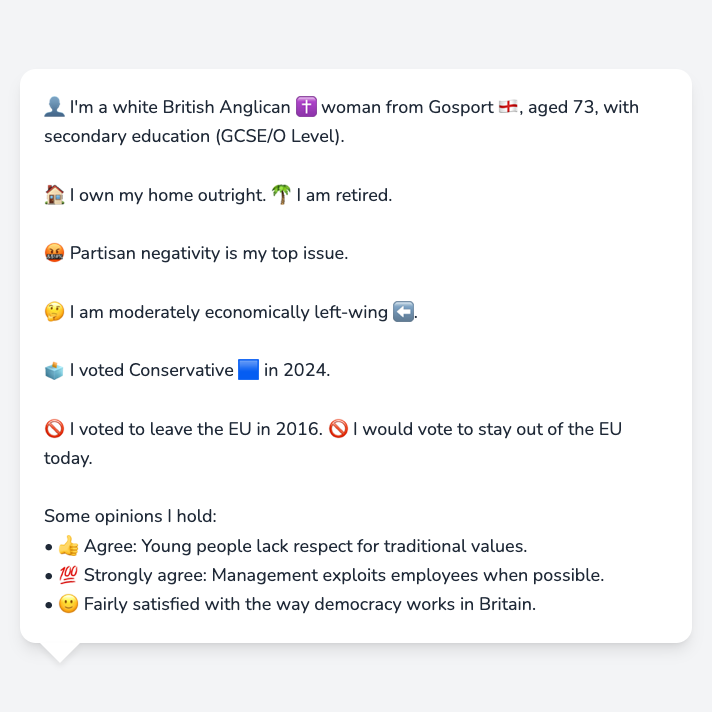 👤 I'm a white British Anglican ✝️ woman from Gosport 🏴󠁧󠁢󠁥󠁮󠁧󠁿, aged 73, with
secondary education (GCSE/O Level).
🏠 I own my home outright. 🌴 I am retired.
🤬 Partisan negativity is my top issue.
🤔 I am moderately economically left-wing ⬅️.
🗳️ I voted Conservative 🟦 in 2024.
🚫 I voted to leave the EU in 2016. 🚫 I would vote to stay out of the EU
today.
Some opinions I hold:
• 👍 Agree: Young people lack respect for traditional values.
• 💯 Strongly agree: Management exploits employees when possible.
• 🙂 Fairly satisfied with the way democracy works in Britain.